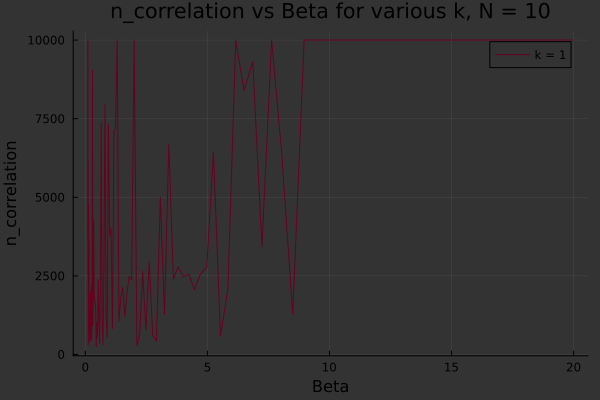 n_correlation vs Beta for various k, N = 10
10000
7500
5000
2500
0
n_correlation
k = 1
0 5 10 15 20
Beta